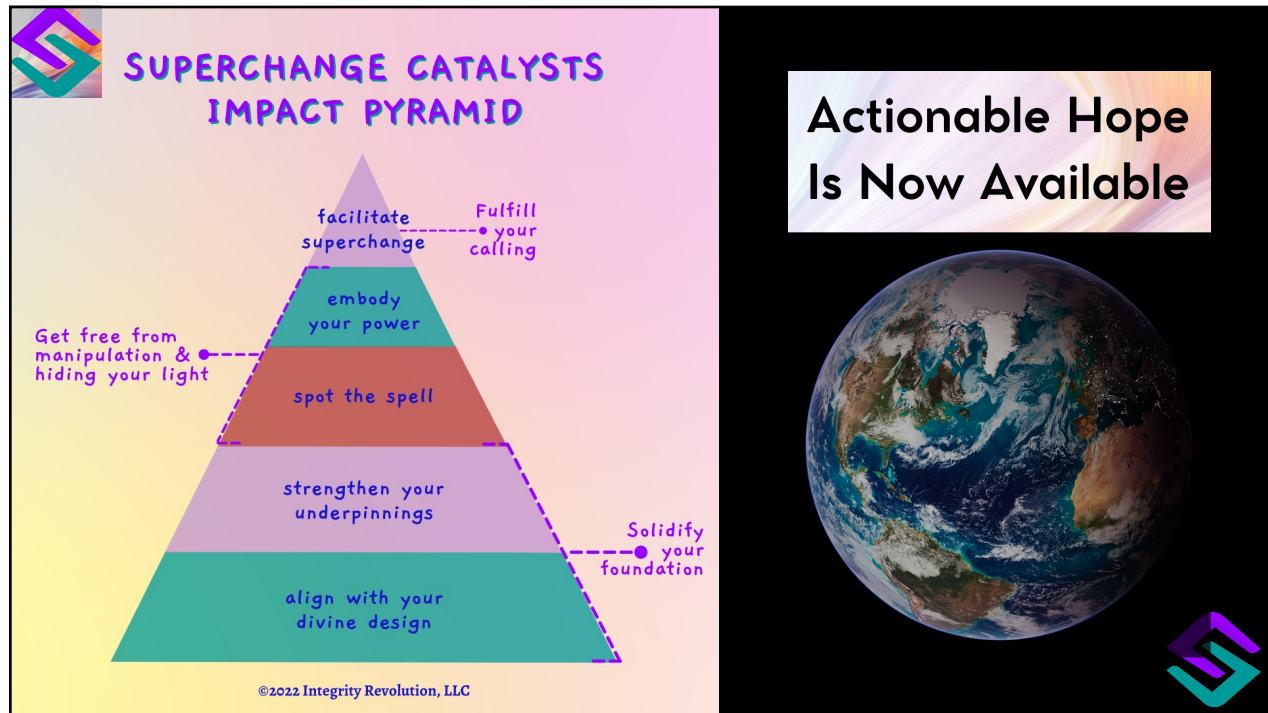 SUPERCHANGE CATALYSTS
IMPACT PYRAMID
facilitate
superchange
Fulfill
your
calling
embody
your power
Get free from
manipulation &
hiding your light
spot the spell
strengthen your
underpinnings
Solidify
your
foundation
align with your
divine design
©2022 Integrity Revolution, LLC
Actionable Hope
Is Now Available